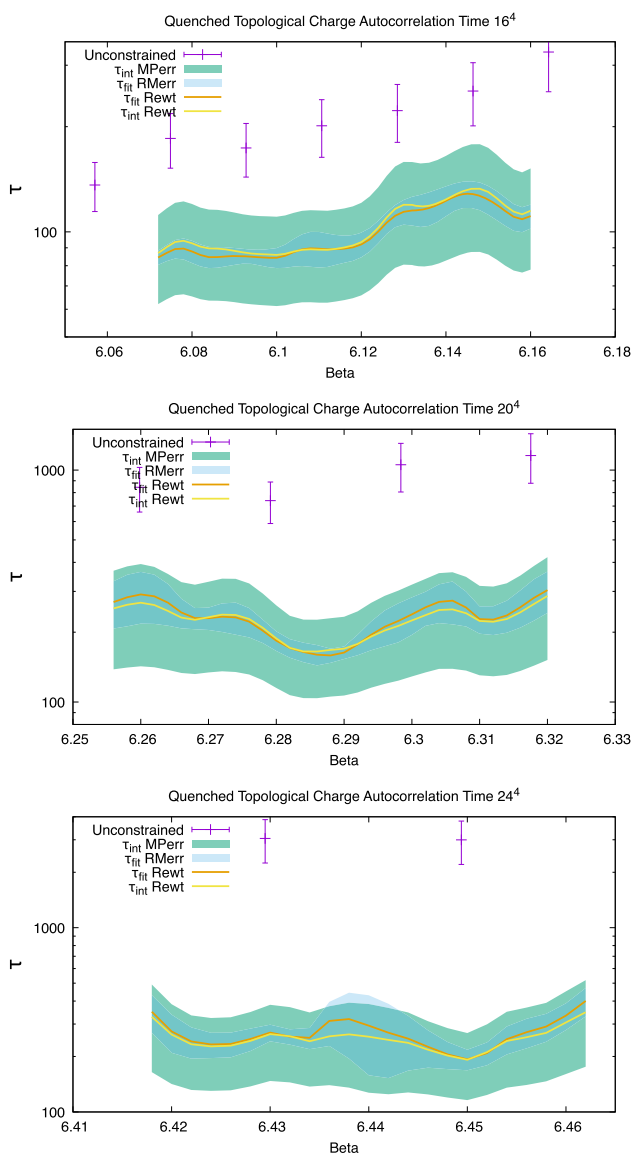 Quenched Topological Charge Autocorrelation Time 16⁴
Unconstrained
τint MPerr
τfit RMerr
τfit Rewt
τint Rewt
τ
100
6.06 6.08 6.1 6.12 6.14 6.16 6.18
Beta
Quenched Topological Charge Autocorrelation Time 20⁴
Unconstrained
τint MPerr
τfit RMerr
τfit Rewt
τint Rewt
1000
τ
100
6.25 6.26 6.27 6.28 6.29 6.3 6.31 6.32 6.33
Beta
Quenched Topological Charge Autocorrelation Time 24⁴
Unconstrained
τint MPerr
τfit RMerr
τfit Rewt
τint Rewt
1000
τ
100
6.41 6.42 6.43 6.44 6.45 6.46
Beta